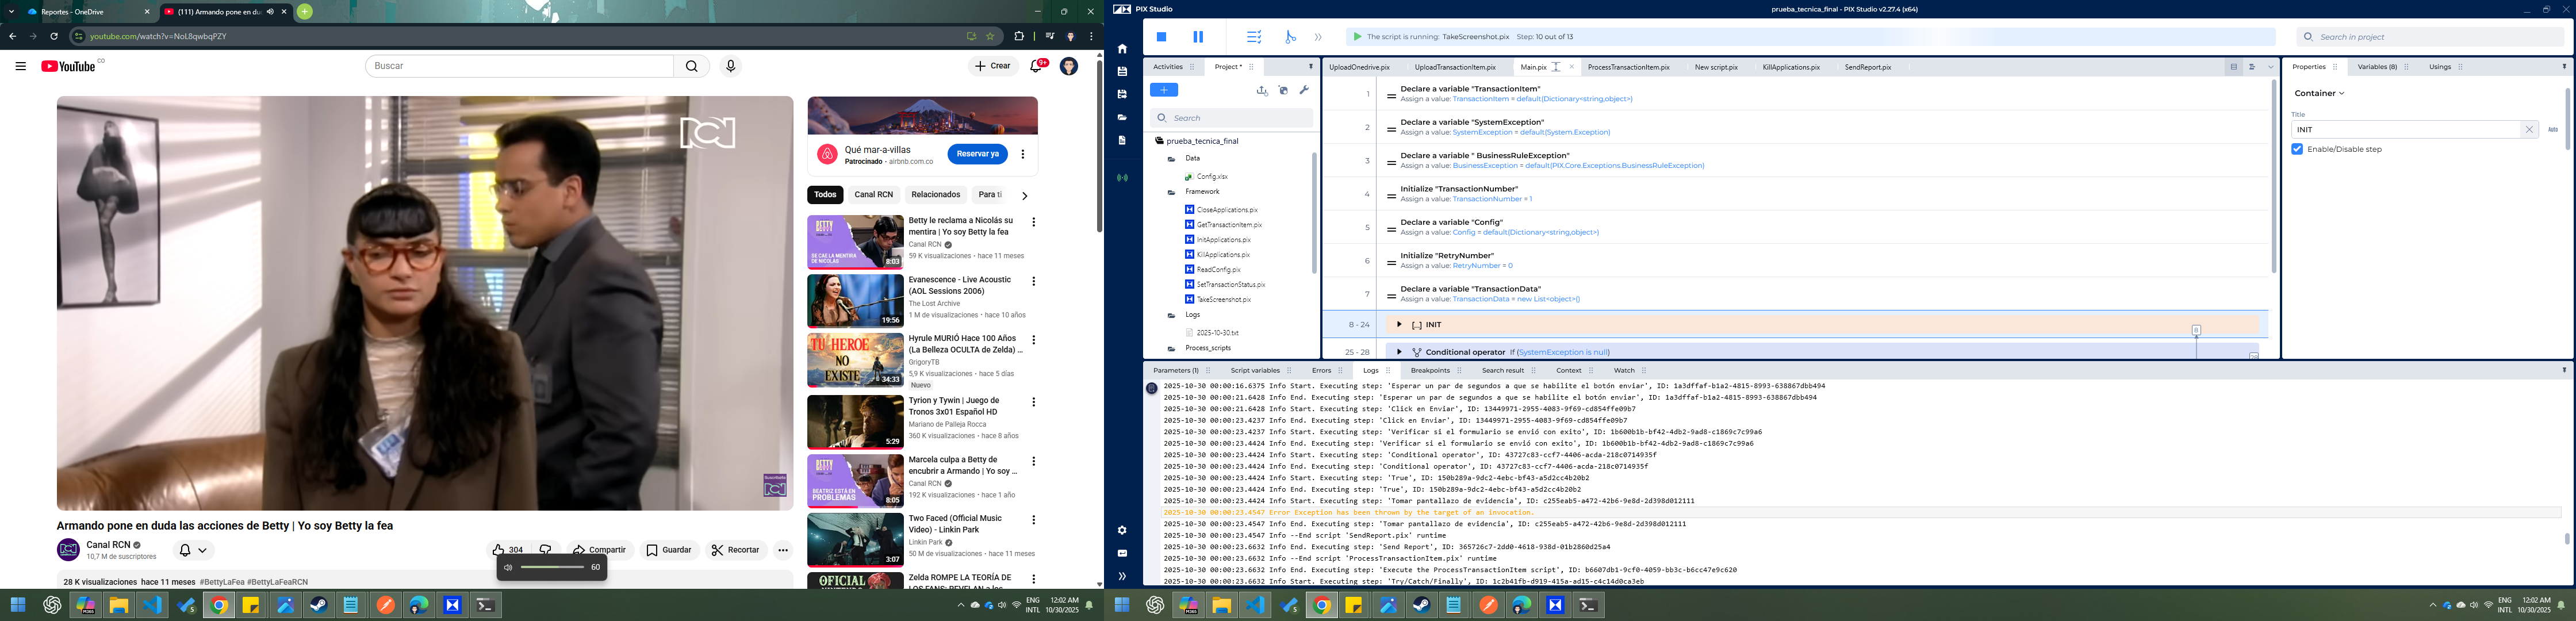 Reportes - OneDrive
(111) Armando pone en du
youtube.com/watch?v=NoL8qwbqPZY
YouTube CO
Buscar
Crear
9+
RCN
Suscríbete
Armando pone en duda las acciones de Betty | Yo soy Betty la fea
Canal RCN
10,7 M de suscriptores
304
Compartir
Guardar
Recortar
60
28 K visualizaciones hace 11 meses #BettyLaFea #BettyLaFeaRCN
Qué mar-a-villas
Patrocinado · airbnb.com.co
Reservar ya
Todos
Canal RCN
Relacionados
Para ti
SE CAE LA MENTIRA DE NICOLÁS
8:03
Betty le reclama a Nicolás su
mentira | Yo soy Betty la fea
Canal RCN
59 K visualizaciones · hace 11 meses
19:56
Evanescence - Live Acoustic
(AOL Sessions 2006)
The Lost Archive
1 M de visualizaciones · hace 10 años
TU HEROE NO EXISTE
34:33
Hyrule MURIÓ Hace 100 Años
(La Belleza OCULTA de Zelda) ...
GrigoryTB
5,9 K visualizaciones · hace 5 días
Nuevo
5:29
Tyrion y Tywin | Juego de
Tronos 3x01 Español HD
Mariano de Palleja Rocca
360 K visualizaciones · hace 8 años
BEATRIZ ESTÁ EN PROBLEMAS
8:05
Marcela culpa a Betty de
encubrir a Armando | Yo soy ...
Canal RCN
192 K visualizaciones · hace 1 año
3:07
Two Faced (Official Music
Video) - Linkin Park
Linkin Park
50 M de visualizaciones · hace 11 meses
OFICIAL
Zelda ROMPE LA TEORÍA DE
LOS FANS: REVELAN a los
ENG
INTL
12:02 AM
10/30/2025
PIX Studio
prueba_tecnica_final - PIX Studio v2.27.4 (x64)
The script is running: TakeScreenshot.pix Step: 10 out of 13
Search in project
Activities
Project *
Search
prueba_tecnica_final
Data
Config.xlsx
Framework
CloseApplications.pix
GetTransactionItem.pix
InitApplications.pix
KillApplications.pix
ReadConfig.pix
SetTransactionStatus.pix
TakeScreenshot.pix
Logs
2025-10-30.txt
Process_scripts
UploadOnedrive.pix
UploadTransactionItem.pix
Main.pix
ProcessTransactionItem.pix
New script.pix
KillApplications.pix
SendReport.pix
1 Declare a variable "TransactionItem"
Assign a value: TransactionItem = default(Dictionary<string,object>)
2 Declare a variable "SystemException"
Assign a value: SystemException = default(System.Exception)
3 Declare a variable " BusinessRuleException"
Assign a value: BusinessException = default(PIX.Core.Exceptions.BusinessRuleException)
4 Initialize "TransactionNumber"
Assign a value: TransactionNumber = 1
5 Declare a variable "Config"
Assign a value: Config = default(Dictionary<string,object>)
6 Initialize "RetryNumber"
Assign a value: RetryNumber = 0
7 Declare a variable "TransactionData"
Assign a value: TransactionData = new List<object>()
8 - 24 INIT
8
25 - 28 Conditional operator If (SystemException is null)
Properties
Variables (8)
Usings
Container
Title
INIT
Auto
Enable/Disable step
Parameters (1)
Script variables
Errors
Logs
Breakpoints
Search result
Context
Watch
2025-10-30 00:00:16.6375 Info Start. Executing step: 'Esperar un par de segundos a que se habilite el botón enviar', ID: 1a3dffaf-b1a2-4815-8993-638867dbb494
2025-10-30 00:00:21.6428 Info End. Executing step: 'Esperar un par de segundos a que se habilite el botón enviar', ID: 1a3dffaf-b1a2-4815-8993-638867dbb494
2025-10-30 00:00:21.6428 Info Start. Executing step: 'Click en Enviar', ID: 13449971-2955-4083-9f69-cd854ffe09b7
2025-10-30 00:00:23.4237 Info End. Executing step: 'Click en Enviar', ID: 13449971-2955-4083-9f69-cd854ffe09b7
2025-10-30 00:00:23.4237 Info Start. Executing step: 'Verificar si el formulario se envió con exito', ID: 1b600b1b-bf42-4db2-9ad8-c1869c7c99a6
2025-10-30 00:00:23.4424 Info End. Executing step: 'Verificar si el formulario se envió con exito', ID: 1b600b1b-bf42-4db2-9ad8-c1869c7c99a6
2025-10-30 00:00:23.4424 Info Start. Executing step: 'Conditional operator', ID: 43727c83-ccf7-4406-acda-218c0714935f
2025-10-30 00:00:23.4424 Info End. Executing step: 'Conditional operator', ID: 43727c83-ccf7-4406-acda-218c0714935f
2025-10-30 00:00:23.4424 Info Start. Executing step: 'True', ID: 150b289a-9dc2-4ebc-bf43-a5d2cc4b20b2
2025-10-30 00:00:23.4424 Info End. Executing step: 'True', ID: 150b289a-9dc2-4ebc-bf43-a5d2cc4b20b2
2025-10-30 00:00:23.4424 Info Start. Executing step: 'Tomar pantallazo de evidencia', ID: c255eab5-a472-42b6-9e8d-2d398d012111
2025-10-30 00:00:23.4547 Error Exception has been thrown by the target of an invocation.
2025-10-30 00:00:23.4547 Info End. Executing step: 'Tomar pantallazo de evidencia', ID: c255eab5-a472-42b6-9e8d-2d398d012111
2025-10-30 00:00:23.4547 Info --End script 'SendReport.pix' runtime
2025-10-30 00:00:23.6632 Info End. Executing step: 'Send Report', ID: 365726c7-2dd0-4618-938d-01b2860d25a4
2025-10-30 00:00:23.6632 Info --End script 'ProcessTransactionItem.pix' runtime
2025-10-30 00:00:23.6632 Info End. Executing step: 'Execute the ProcessTransactionItem script', ID: b6607db1-9cf0-4059-bb3c-b6cc47e9c620
2025-10-30 00:00:23.6632 Info Start. Executing step: 'Try/Catch/Finally', ID: 1c2b41fb-d919-415a-ad15-c4c14d0ca3eb
ENG
INTL
12:02 AM
10/30/2025